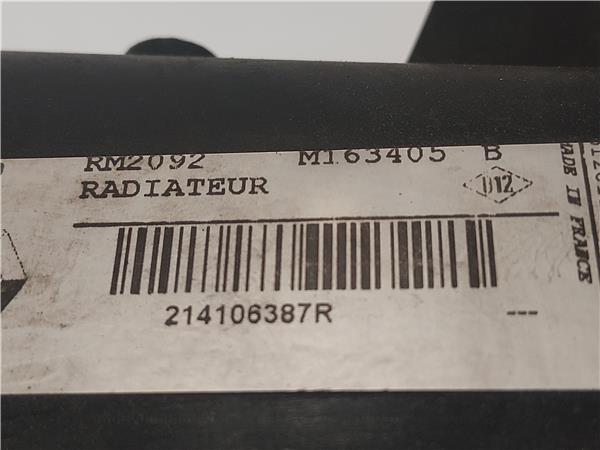 RM2092 M163405 B
RADIATEUR
D12
214106387R
---
MADE IN FRANCE